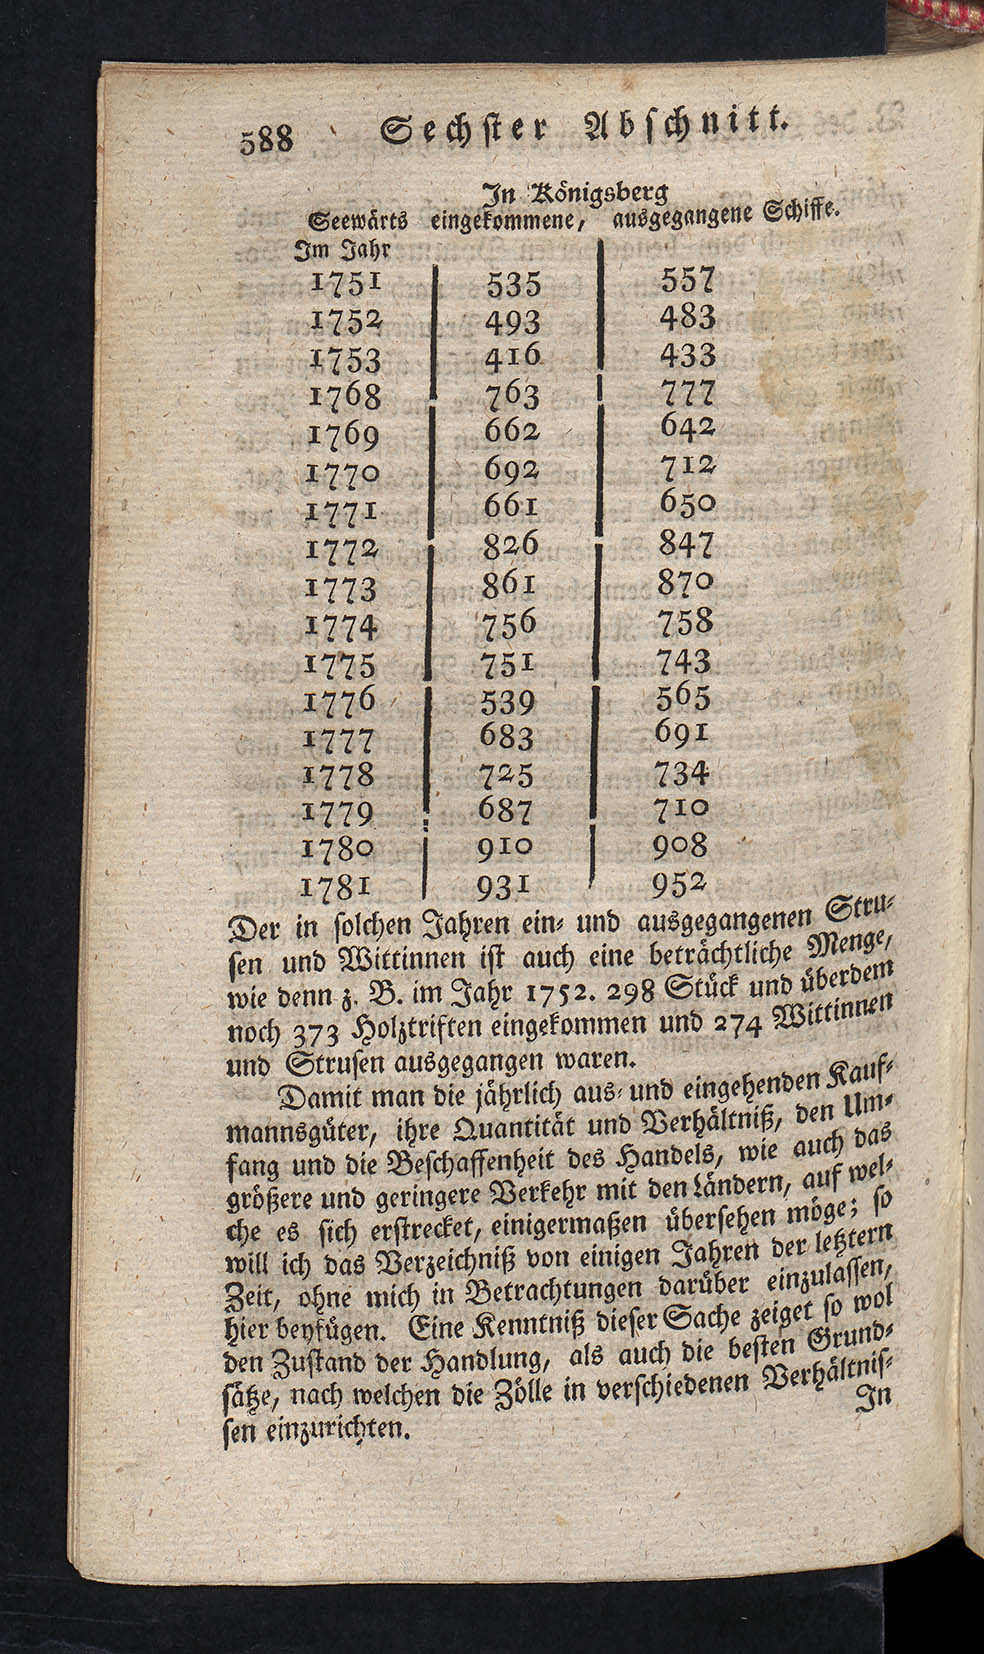 588 Sechster Abschnitt.
In Königsberg
Seewärts eingekommene, ausgegangene Schiffe.
Im Jahr
1751 535 557
1752 493 483
1753 416 433
1768 763 777
1769 662 642
1770 692 712
1771 661 650
1772 826 847
1773 861 870
1774 756 758
1775 751 743
1776 539 565
1777 683 691
1778 725 734
1779 687 710
1780 910 908
1781 931 952
Der in solchen Jahren ein- und ausgegangenen Stru-
sen und Wittinnen ist auch eine beträchtliche Menge,
wie denn z. B. im Jahr 1752. 298 Stück und überdem
noch 373 Holztriften eingekommen und 274 Wittinnen
und Strusen ausgegangen waren.
Damit man die jährlich aus- und eingehenden Kauf-
mannsgüter, ihre Quantität und Verhältniß, den Um-
fang und die Beschaffenheit des Handels, wie auch das
größere und geringere Verkehr mit den Ländern, auf wel-
che es sich erstrecket, einigermaßen übersehen möge; so
will ich das Verzeichniß von einigen Jahren der letztern
Zeit, ohne mich in Betrachtungen darüber einzulassen,
hier beyfügen. Eine Kenntniß dieser Sache zeiget so wol
den Zustand der Handlung, als auch die besten Grund-
sätze, nach welchen die Zölle in verschiedenen Verhältnis-
sen einzurichten.
In